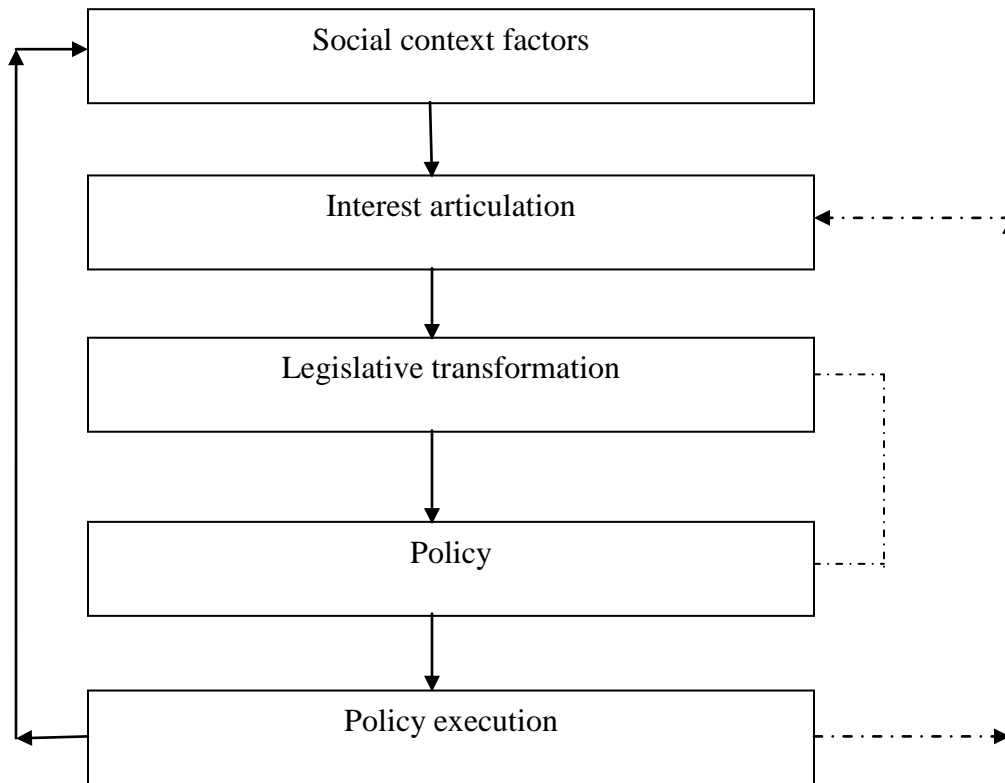 Social context factors
Interest articulation
Legislative transformation
Policy
Policy execution